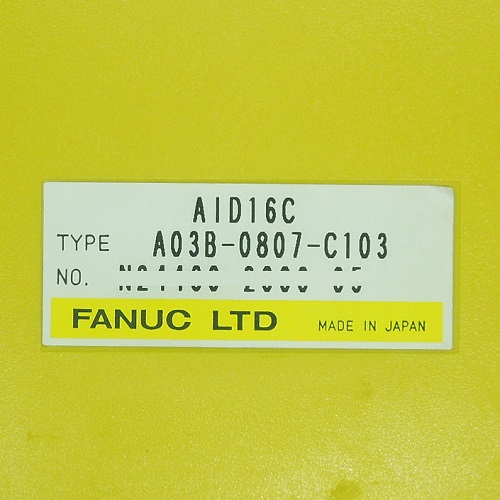 AID16C
TYPE A03B-0807-C103
NO.
FANUC LTD MADE IN JAPAN